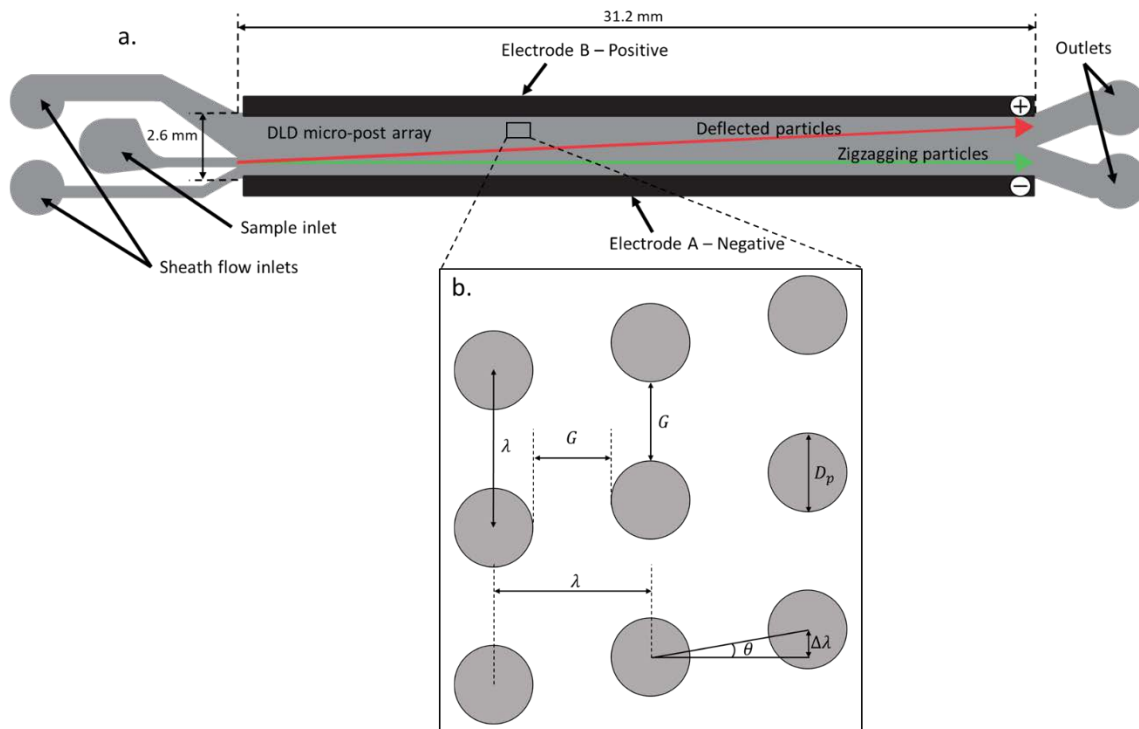 31.2 mm
a.
Electrode B – Positive
Outlets
+
2.6 mm
DLD micro-post array
Deflected particles
Zigzagging particles
−
Sample inlet
Electrode A – Negative
Sheath flow inlets
b.
G
λ
G
D_p
λ
θ
Δλ